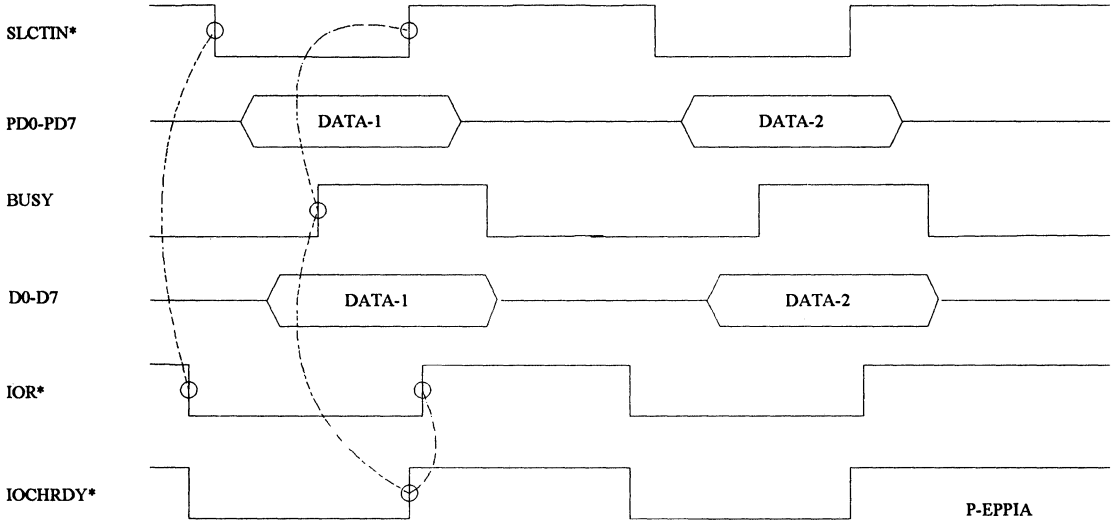 SLCTIN*
PD0-PD7
DATA-1
DATA-2
BUSY
D0-D7
DATA-1
DATA-2
IOR*
IOCHRDY*
P-EPPIA